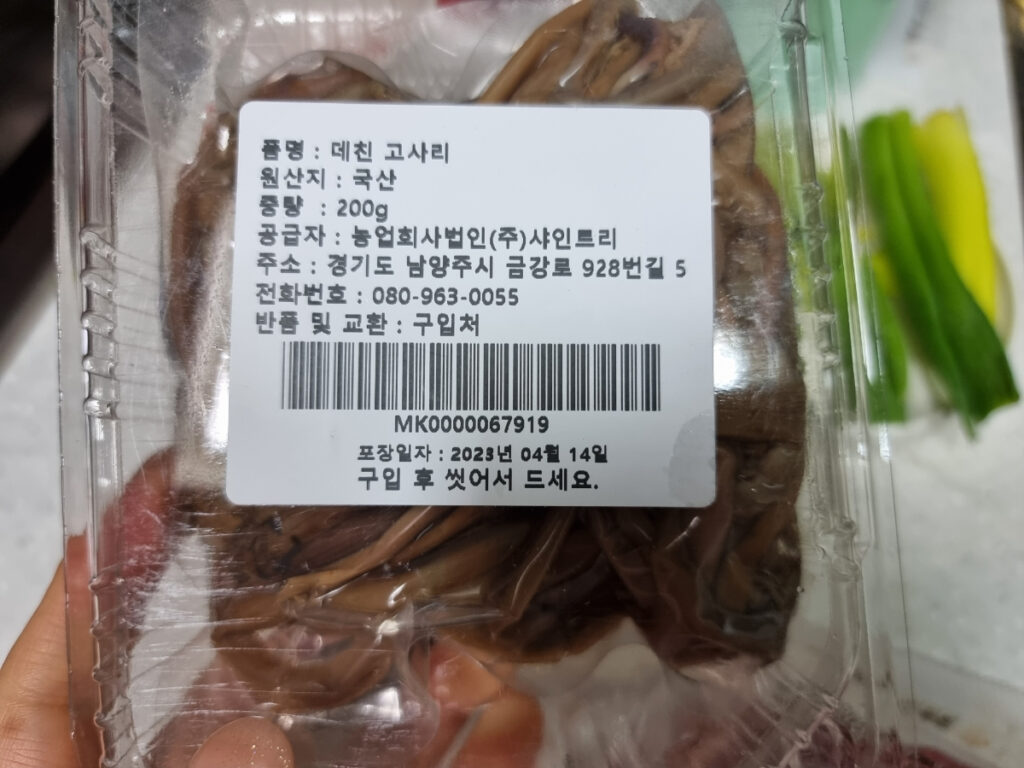 품명 : 데친 고사리
원산지 : 국산
중량 : 200g
공급자 : 농업회사법인(주)샤인트리
주소 : 경기도 남양주시 금강로 928번길 5
전화번호 : 080-963-0055
반품 및 교환 : 구입처
MK0000067919
포장일자 : 2023년 04월 14일
구입 후 씻어서 드세요.